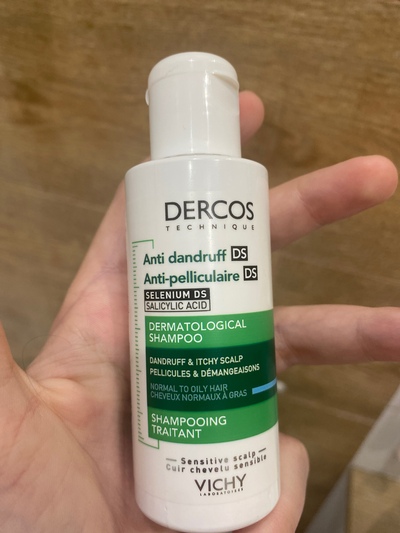 DERCOS
TECHNIQUE
Anti dandruff DS
Anti-pelliculaire DS
SELENIUM DS
SALICYLIC ACID
DERMATOLOGICAL
SHAMPOO
DANDRUFF & ITCHY SCALP
PELLICULES & DÉMANGEAISONS
NORMAL TO OILY HAIR
CHEVEUX NORMAUX À GRAS
SHAMPOOING
TRAITANT
Sensitive scalp
Cuir chevelu sensible
VICHY
LABORATOIRES